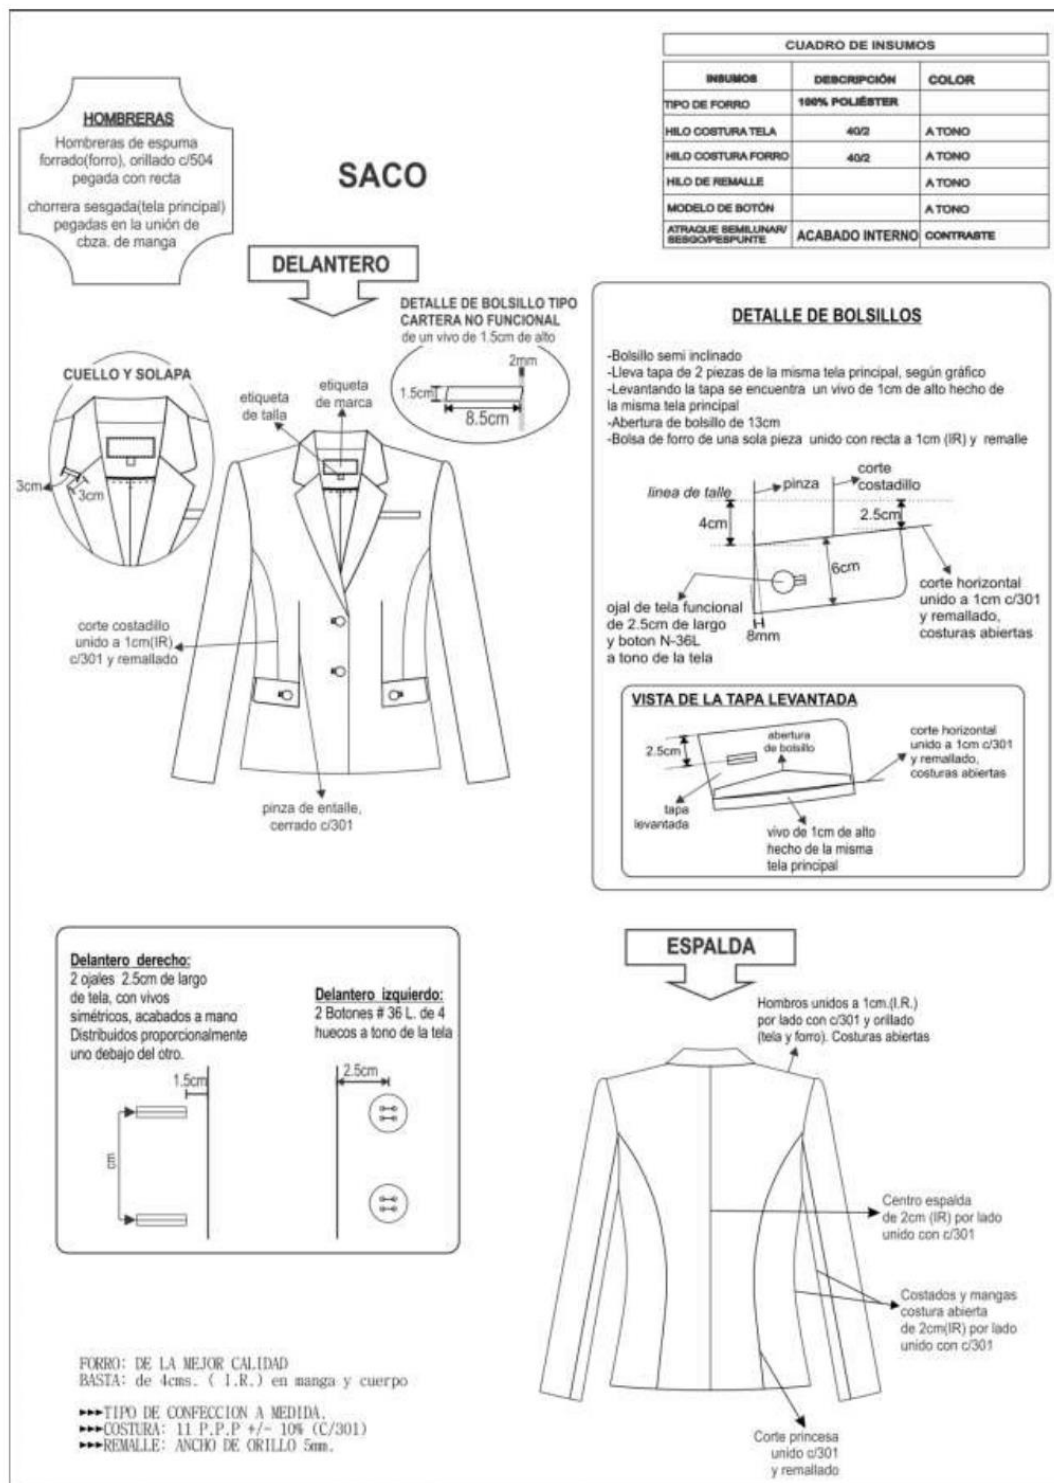 CUADRO DE INSUMOS
INSUMOS DESCRIPCIÓN COLOR
TIPO DE FORRO 100% POLIÉSTER
HILO COSTURA TELA 40/2 A TONO
HILO COSTURA FORRO 40/2 A TONO
HILO DE REMALLE A TONO
MODELO DE BOTÓN A TONO
ATRAQUE SEMILUNAR/
SESGO/PESPUNTE ACABADO INTERNO CONTRASTE
HOMBRERAS
Hombreras de espuma
forrado(forro), orillado c/504
pegada con recta
chorrera sesgada(tela principal)
pegadas en la unión de
cbza. de manga
SACO
DELANTERO
DETALLE DE BOLSILLO TIPO
CARTERA NO FUNCIONAL
de un vivo de 1.5cm de alto
2mm
1.5cm
8.5cm
CUELLO Y SOLAPA
3cm
3cm
etiqueta
de talla
etiqueta
de marca
corte costadillo
unido a 1cm(IR)
c/301 y remallado
pinza de entalle,
cerrado c/301
DETALLE DE BOLSILLOS
-Bolsillo semi inclinado
-Lleva tapa de 2 piezas de la misma tela principal, según gráfico
-Levantando la tapa se encuentra un vivo de 1cm de alto hecho de
la misma tela principal
-Abertura de bolsillo de 13cm
-Bolsa de forro de una sola pieza unido con recta a 1cm (IR) y remalle
linea de talle
pinza
corte
costadillo
4cm
2.5cm
6cm
8mm
ojal de tela funcional
de 2.5cm de largo
y boton N-36L
a tono de la tela
corte horizontal
unido a 1cm c/301
y remallado,
costuras abiertas
VISTA DE LA TAPA LEVANTADA
2.5cm
abertura
de bolsillo
tapa
levantada
vivo de 1cm de alto
hecho de la misma
tela principal
corte horizontal
unido a 1cm c/301
y remallado,
costuras abiertas
Delantero derecho:
2 ojales 2.5cm de largo
de tela, con vivos
simétricos, acabados a mano
Distribuidos proporcionalmente
uno debajo del otro.
1.5cm
cm
Delantero izquierdo:
2 Botones # 36 L. de 4
huecos a tono de la tela
2.5cm
ESPALDA
Hombros unidos a 1cm.(I.R.)
por lado con c/301 y orillado
(tela y forro). Costuras abiertas
Centro espalda
de 2cm (IR) por lado
unido con c/301
Costados y mangas
costura abierta
de 2cm(IR) por lado
unido con c/301
Corte princesa
unido c/301
y remallado
FORRO: DE LA MEJOR CALIDAD
BASTA: de 4cms. ( I.R.) en manga y cuerpo
►►►TIPO DE CONFECCION A MEDIDA.
►►►COSTURA: 11 P.P.P +/- 10% (C/301)
►►►REMALLE: ANCHO DE ORILLO 5mm.